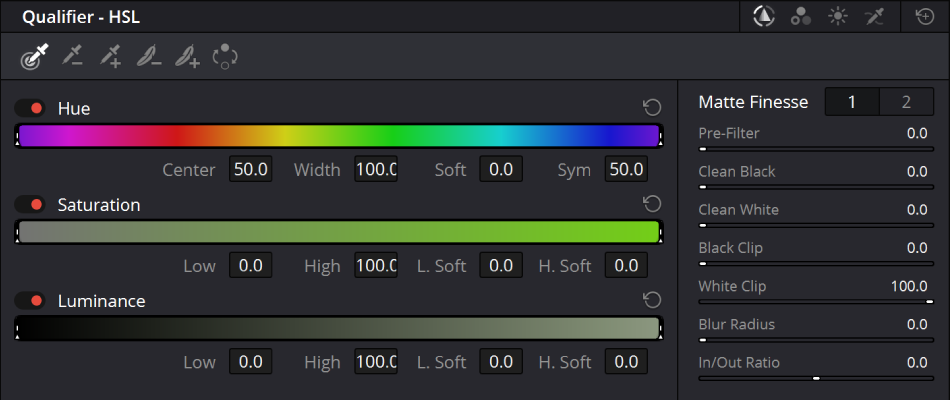 Qualifier - HSL
Hue
Center 50.0 Width 100.0 Soft 0.0 Sym 50.0
Saturation
Low 0.0 High 100.0 L. Soft 0.0 H. Soft 0.0
Luminance
Low 0.0 High 100.0 L. Soft 0.0 H. Soft 0.0
Matte Finesse 1 2
Pre-Filter 0.0
Clean Black 0.0
Clean White 0.0
Black Clip 0.0
White Clip 100.0
Blur Radius 0.0
In/Out Ratio 0.0